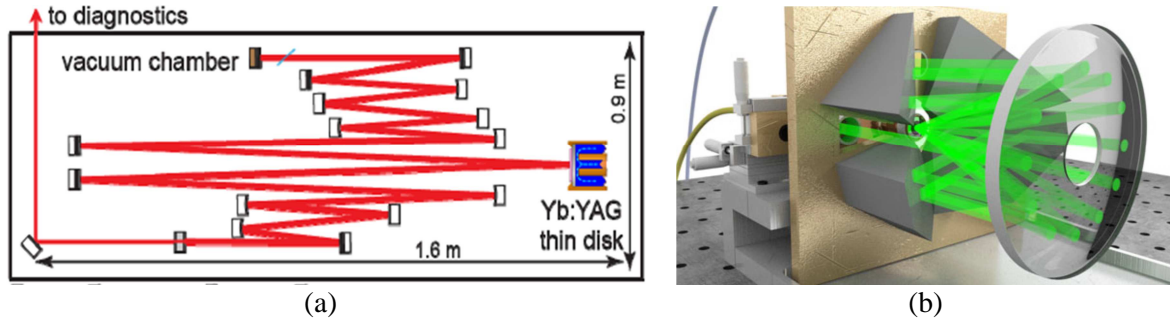 to diagnostics
vacuum chamber
0.9 m
Yb:YAG
thin disk
1.6 m
(a)
(b)